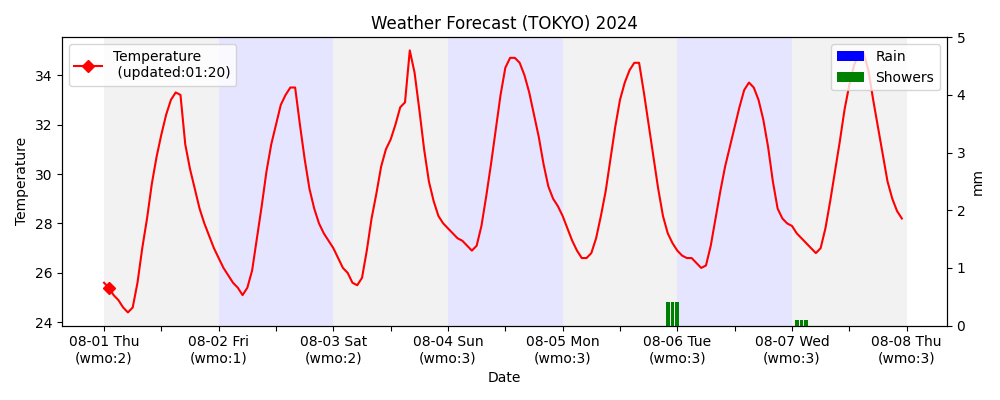 Weather Forecast (TOKYO) 2024
Temperature
(updated:01:20)
Rain
Showers
Temperature
34
32
30
28
26
24
5
4
3
2
1
0
mm
08-01 Thu
(wmo:2)
08-02 Fri
(wmo:1)
08-03 Sat
(wmo:2)
08-04 Sun
(wmo:3)
08-05 Mon
(wmo:3)
08-06 Tue
(wmo:3)
08-07 Wed
(wmo:3)
08-08 Thu
(wmo:3)
Date